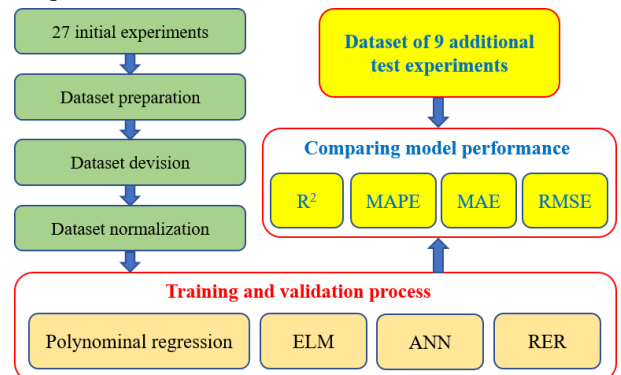 27 initial experiments
Dataset preparation
Dataset devision
Dataset normalization
Dataset of 9 additional
test experiments
Comparing model performance
R²
MAPE
MAE
RMSE
Training and validation process
Polynominal regression
ELM
ANN
RER